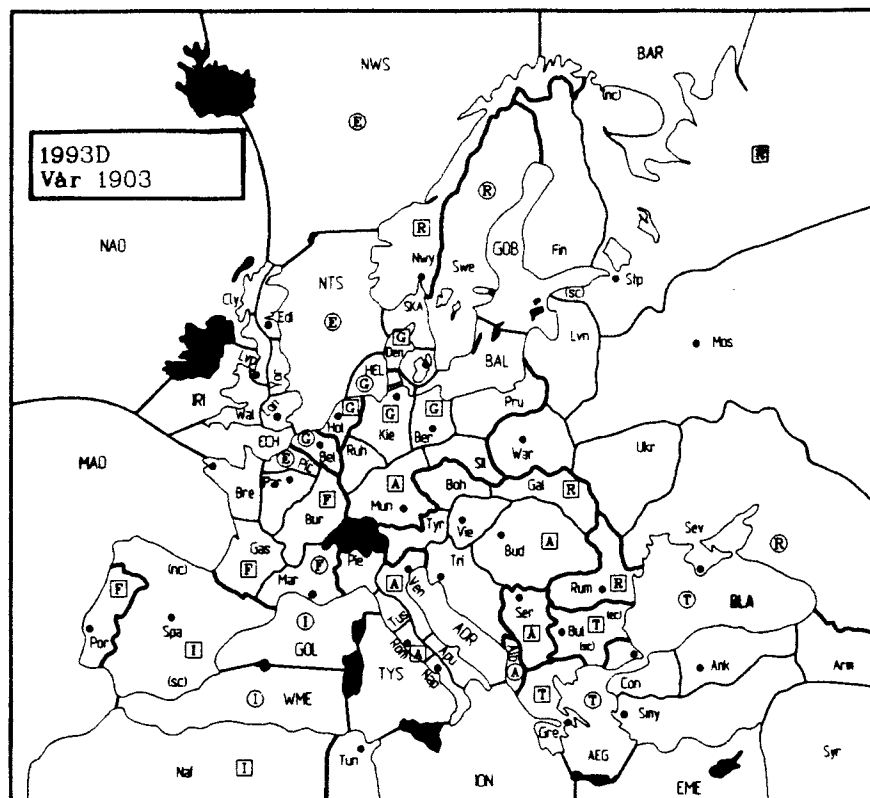 NWS
BAR
(nc)
E
1993D
Vår 1903
R
R
R
NAO
GOB
Fin
Nwy
Swe
NTS
Stp
(sc)
Cly
SKA
Edi
E
Lvn
Mos
G
Den
Lvp
Yor
HEL
BAL
G
IRI
Pru
Wal
Lon
G
G
G
Hol
Kie
Ber
War
Ukr
ECH
G
Bel
Ruh
Sil
MAO
E
Pic
Par
Boh
Gal
R
Bre
F
A
Bur
Mun
Tyr
Vie
Sev
R
Bud
A
Gas
Pie
Tri
(nc)
F
Mar
F
A
Ven
Rum
R
F
Ser
T
BLA
Tus
ADR
Bul
T
(ec)
Por
Spa
I
I
GOL
Rom
A
Apu
A
Alb
(sc)
Nap
Con
Ank
Arm
(sc)
TYS
A
I
WME
T
T
Smy
Gre
Naf
I
Tun
AEG
Syr
ION
EME